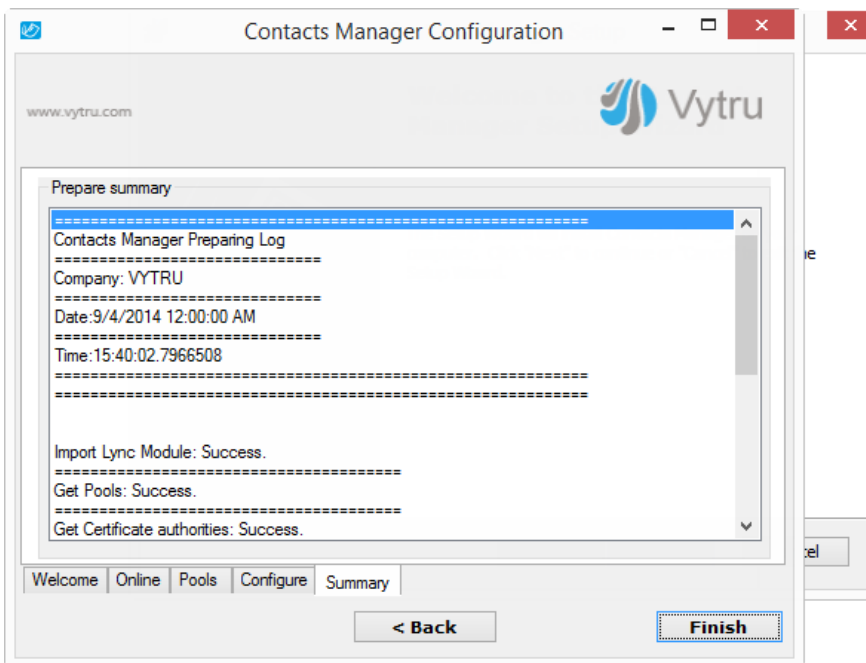 Contacts Manager Configuration
www.vytru.com
Vytru
Prepare summary
============================================================
Contacts Manager Preparing Log
==============================
Company: VYTRU
==============================
Date:9/4/2014 12:00:00 AM
==============================
Time:15:40:02.7966508
============================================================
============================================================
Import Lync Module: Success.
=======================================
Get Pools: Success.
=======================================
Get Certificate authorities: Success.
Welcome Online Pools Configure Summary
< Back Finish